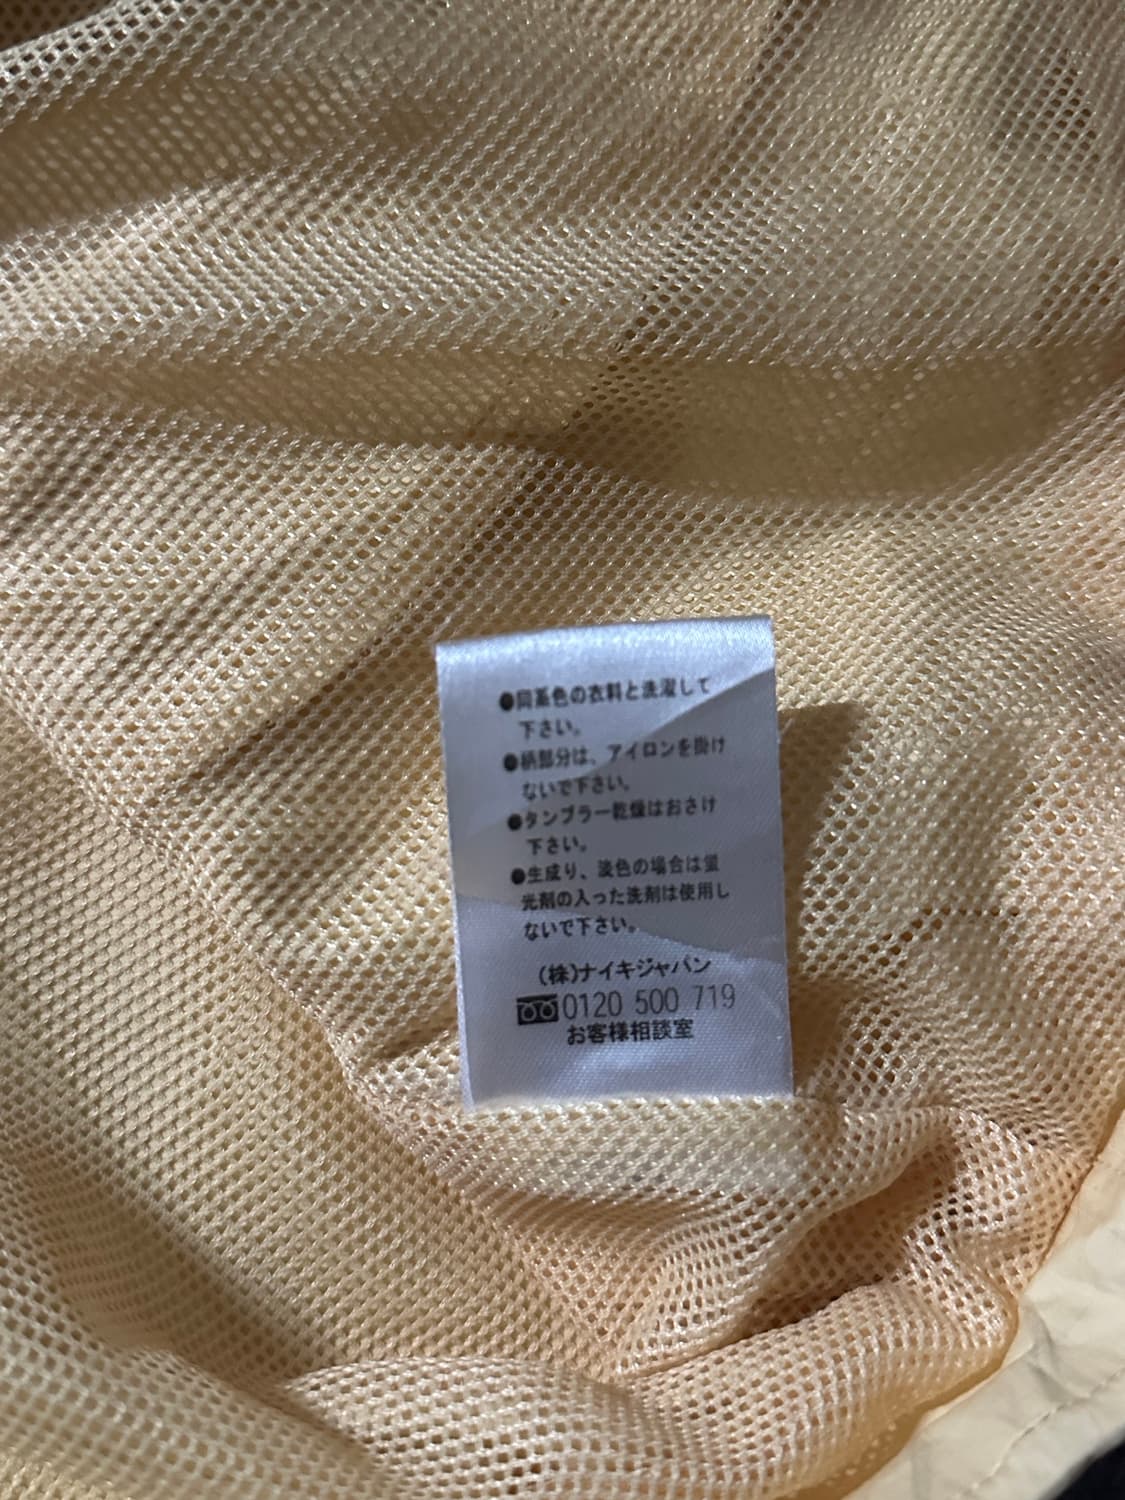 ●同系色の衣料と洗濯して
下さい。
●柄部分は、アイロンを掛け
ないで下さい。
●タンブラー乾燥はおさけ
下さい。
●生成り、淡色の場合は蛍
光剤の入った洗剤は使用し
ないで下さい。
(株)ナイキジャパン
0120 500 719
お客様相談室